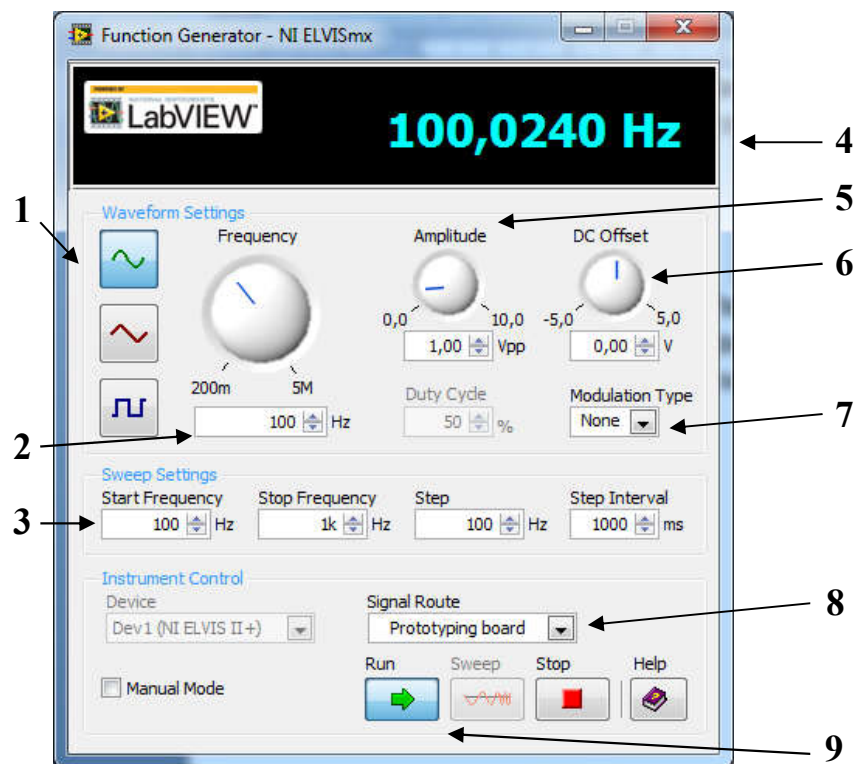 Function Generator - NI ELVISmx
LabVIEW
100,0240 Hz
4
Waveform Settings
5
1
Frequency
Amplitude
DC Offset
6
0,0
10,0
-5,0
5,0
1,00 Vpp
0,00 V
200m
5M
Duty Cycle
Modulation Type
7
2
100 Hz
50 %
None
Sweep Settings
Start Frequency
Stop Frequency
Step
Step Interval
3
100 Hz
1k Hz
100 Hz
1000 ms
Instrument Control
Device
Signal Route
8
Dev1 (NI ELVIS II+)
Prototyping board
Run
Sweep
Stop
Help
Manual Mode
9